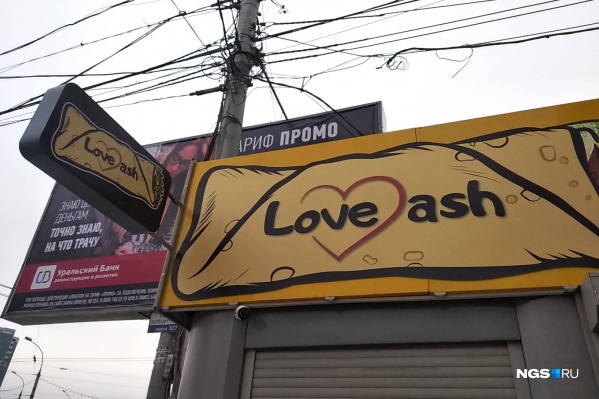 АРИФ ПРОМО
Love ash
Love ash
ЗНАЮ Ц
ДЕНЬГАМ
ТОЧНО ЗНАЮ,
НА ЧТО ТРАЧУ
Уральский Банк
реконструкции и развития
NGS.RU